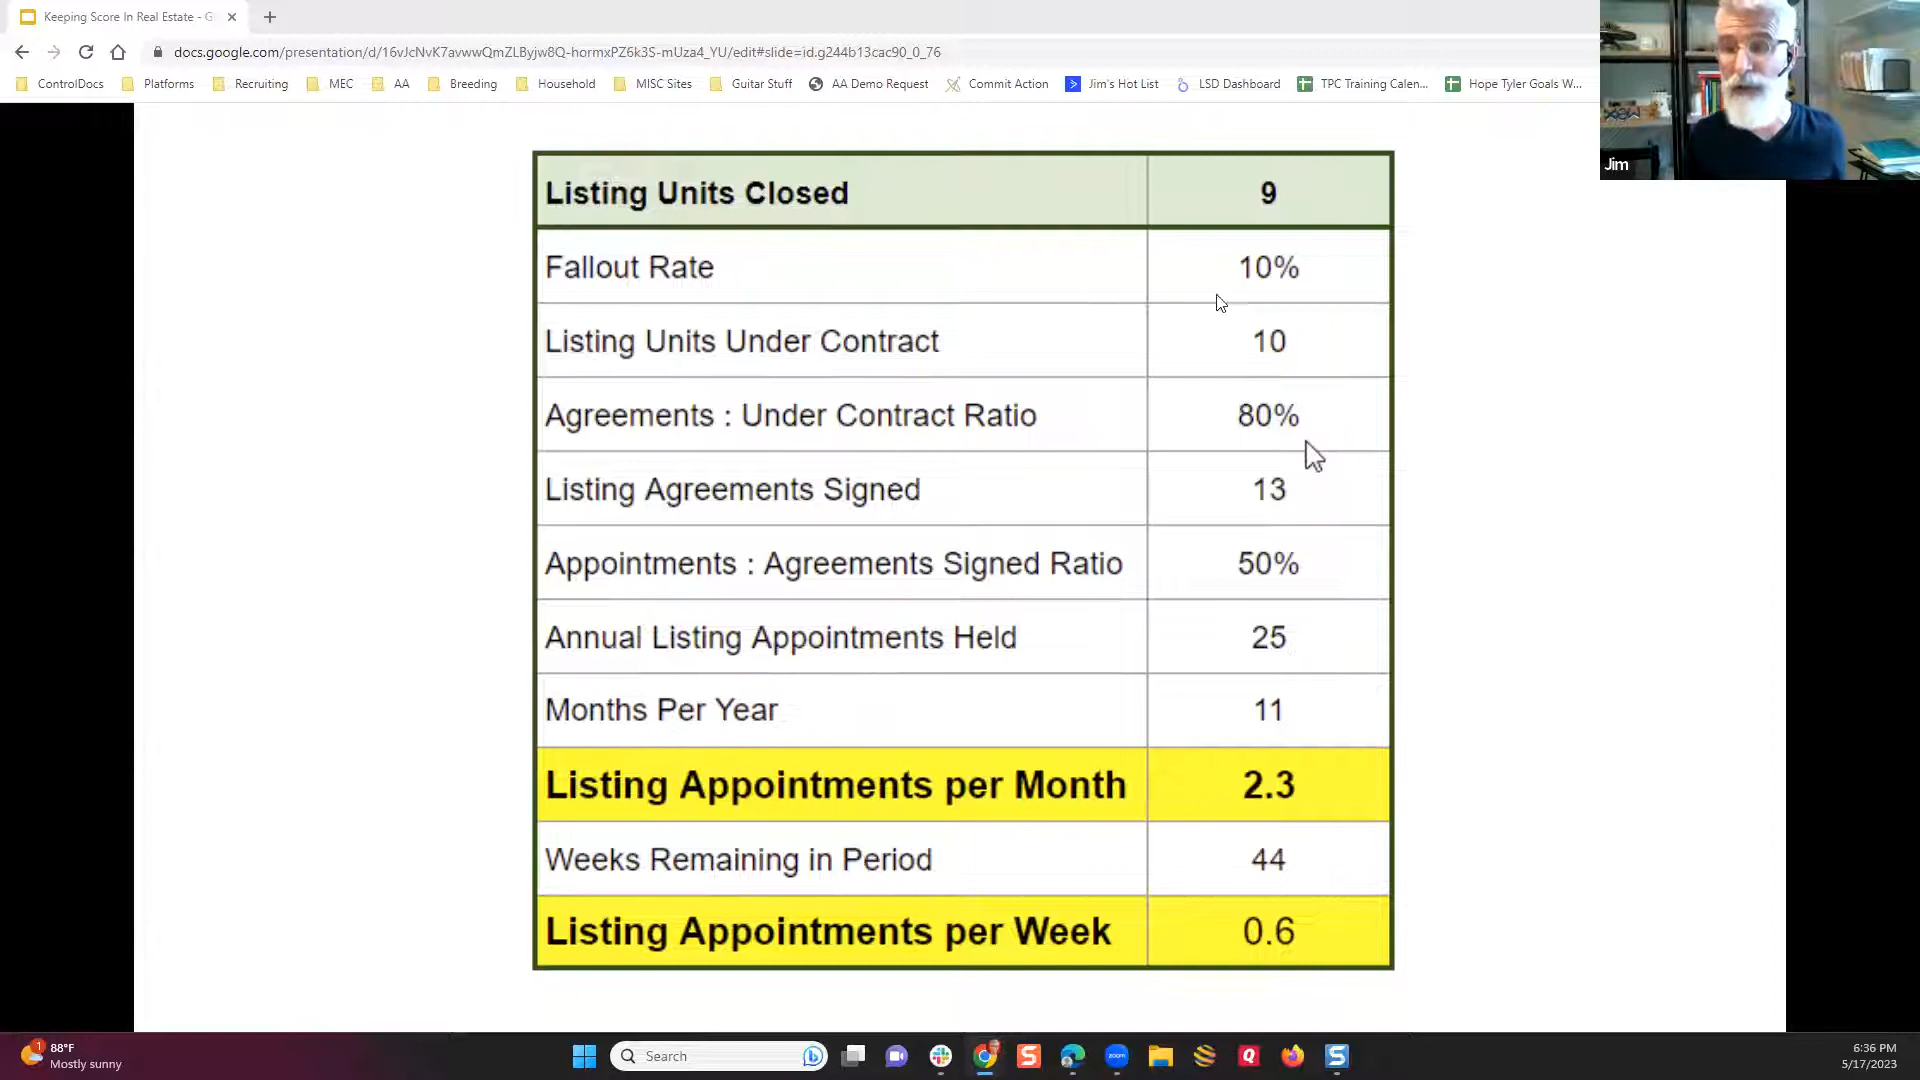 Keeping Score In Real Estate - G
docs.google.com/presentation/d/16vJcNvK7avwwQmZLByjw8Q-hormxPZ6k3S-mUza4_YU/edit#slide=id.g244b13cac90_0_76
ControlDocs Platforms Recruiting MEC AA Breeding Household MISC Sites Guitar Stuff AA Demo Request Commit Action Jim's Hot List LSD Dashboard TPC Training Calen... Hope Tyler Goals W...
Jim
Listing Units Closed 9
Fallout Rate 10%
Listing Units Under Contract 10
Agreements : Under Contract Ratio 80%
Listing Agreements Signed 13
Appointments : Agreements Signed Ratio 50%
Annual Listing Appointments Held 25
Months Per Year 11
Listing Appointments per Month 2.3
Weeks Remaining in Period 44
Listing Appointments per Week 0.6
1
88°F
Mostly sunny
Search
zoom
6:36 PM
5/17/2023